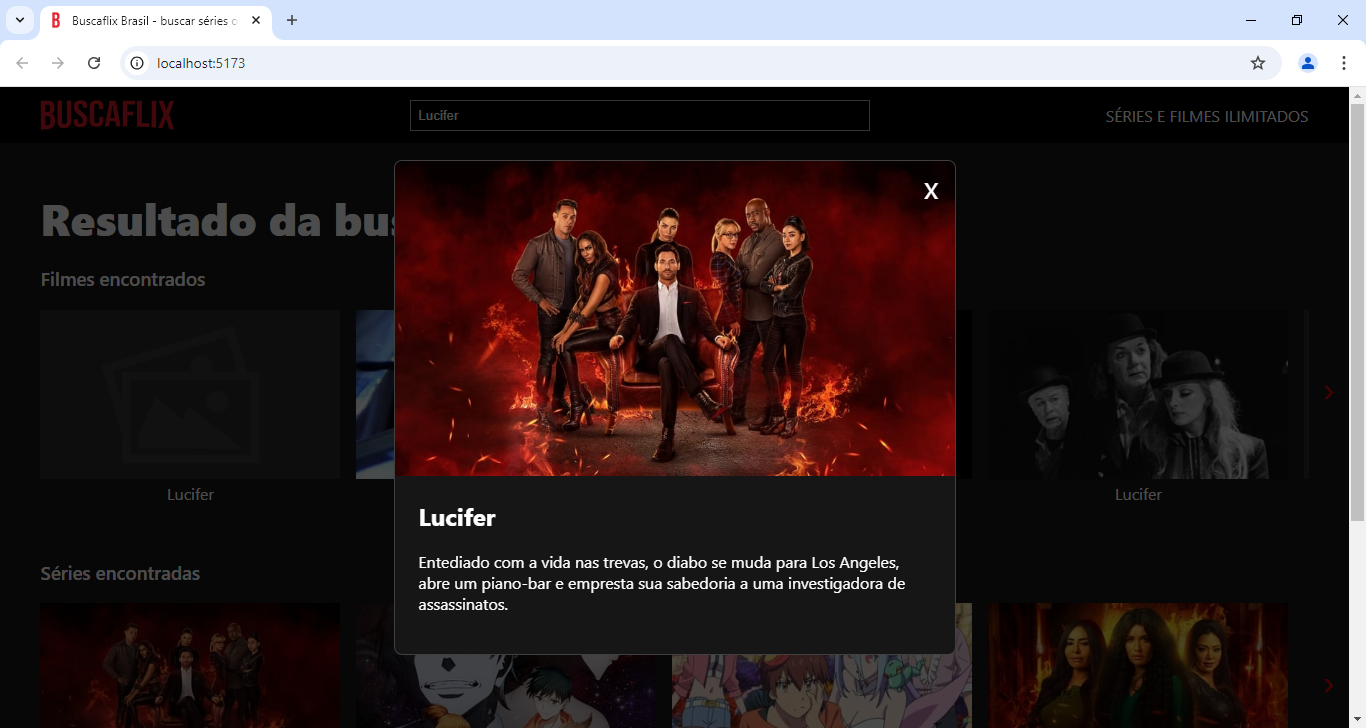 Buscaflix Brasil - buscar séries o
localhost:5173
BUSCAFLIX
Lucifer
SÉRIES E FILMES ILIMITADOS
X
Resultado da bus
Filmes encontrados
Lucifer
Lucifer
Lucifer
Entediado com a vida nas trevas, o diabo se muda para Los Angeles,
abre um piano-bar e empresta sua sabedoria a uma investigadora de
assassinatos.
Séries encontradas